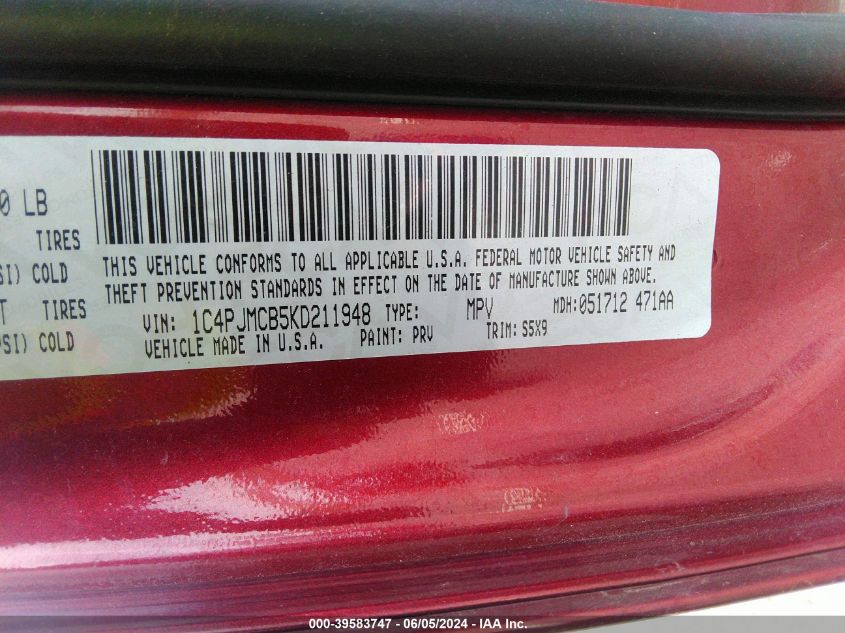 0 LB
TIRES
SI) COLD
T TIRES
PSI) COLD
THIS VEHICLE CONFORMS TO ALL APPLICABLE U.S.A. FEDERAL MOTOR VEHICLE SAFETY AND
THEFT PREVENTION STANDARDS IN EFFECT ON THE DATE OF MANUFACTURE SHOWN ABOVE.
VIN: 1C4PJMCB5KD211948 TYPE: MPV MDH:051712 471AA
VEHICLE MADE IN U.S.A. PAINT: PRV TRIM: S5X9
000-39583747 - 06/05/2024 - IAA Inc.